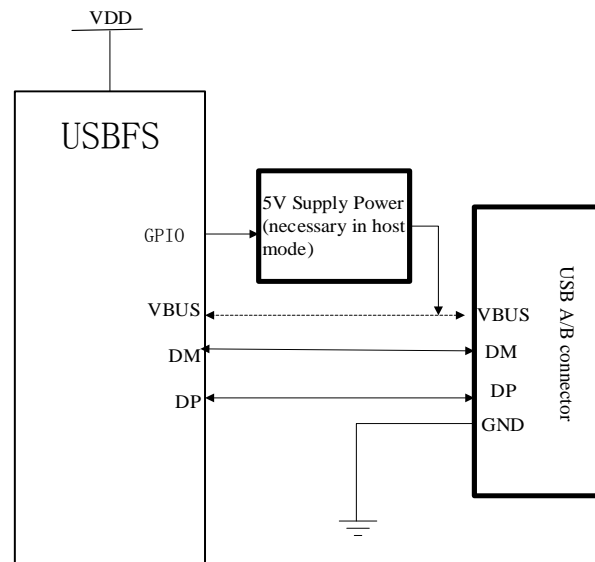 VDD
USBFS
GPIO
5V Supply Power
(necessary in host
mode)
VBUS
DM
DP
VBUS
DM
DP
GND
USB A/B connector